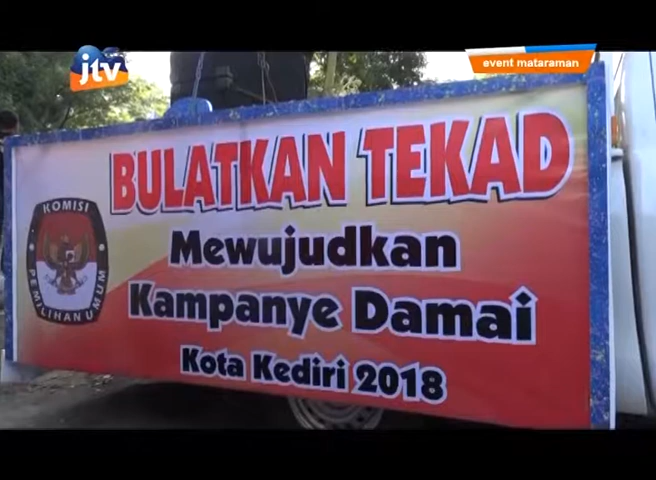 jtv
event mataraman
BULATKAN TEKAD
Mewujudkan
Kampanye Damai
Kota Kediri 2018
KOMISI
PEMILIHAN UMUM